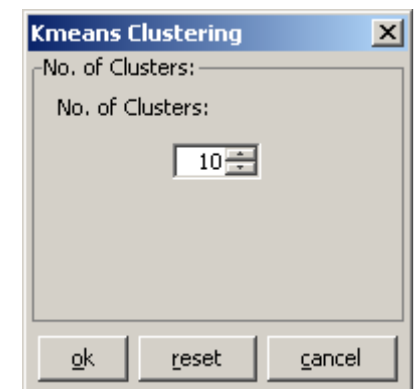 Kmeans Clustering
No. of Clusters:
No. of Clusters:
10
ok reset cancel